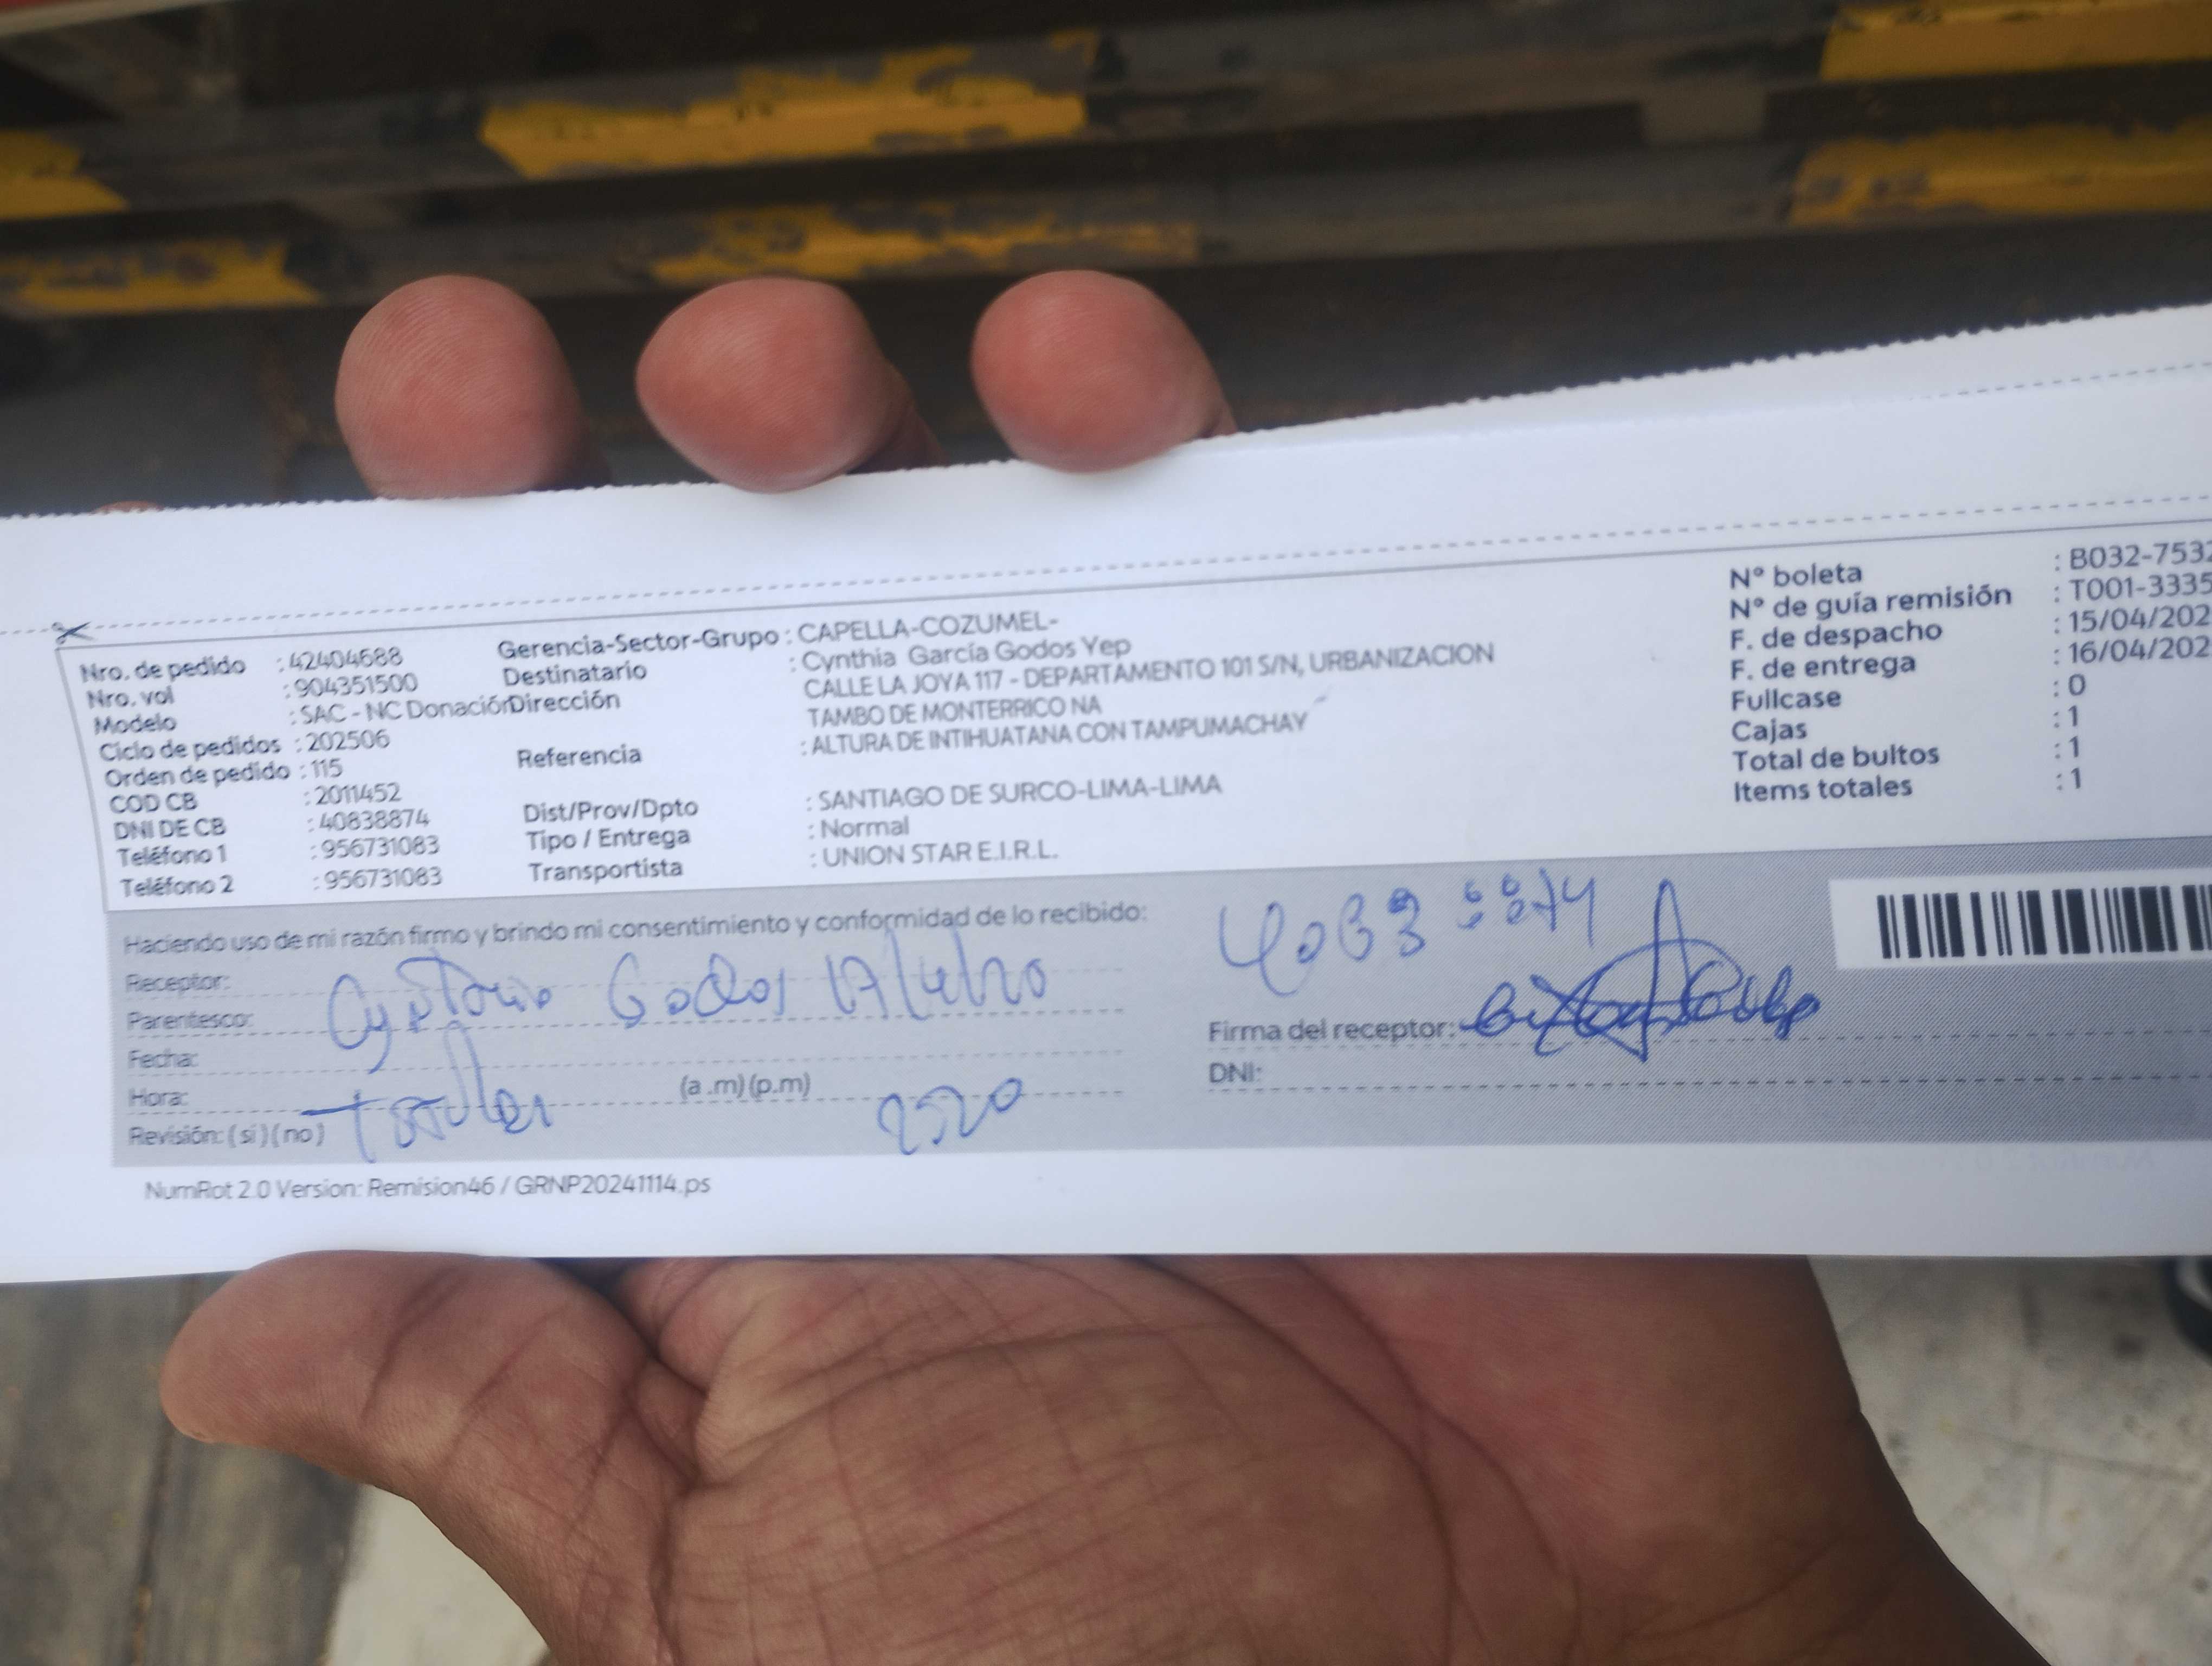 Nro. de pedido : 42404688
Nro. vol : 904351500
Modelo : SAC - NC Donación
Ciclo de pedidos : 202506
Orden de pedido : 115
COD CB : 2011452
DNI DE CB : 40838874
Teléfono 1 : 956731083
Teléfono 2 : 956731083
Gerencia-Sector-Grupo : CAPELLA-COZUMEL-
Destinatario : Cynthia García Godos Yep
Dirección CALLE LA JOYA 117 - DEPARTAMENTO 101 S/N, URBANIZACION
TAMBO DE MONTERRICO NA
Referencia : ALTURA DE INTIHUATANA CON TAMPUMACHAY
Dist/Prov/Dpto : SANTIAGO DE SURCO-LIMA-LIMA
Tipo / Entrega : Normal
Transportista : UNION STAR E.I.R.L.
N° boleta : B032-7532
N° de guía remisión : T001-3335
F. de despacho : 15/04/202
F. de entrega : 16/04/202
Fullcase : 0
Cajas : 1
Total de bultos : 1
Items totales : 1
Haciendo uso de mi razón firmo y brindo mi consentimiento y conformidad de lo recibido:
Receptor:
Parentesco: Godos
Fecha:
Hora: (a .m) (p.m)
Revisión: ( si ) ( no )
Firma del receptor:
DNI:
NumRot 2.0 Version: Remision46 / GRNP20241114.ps